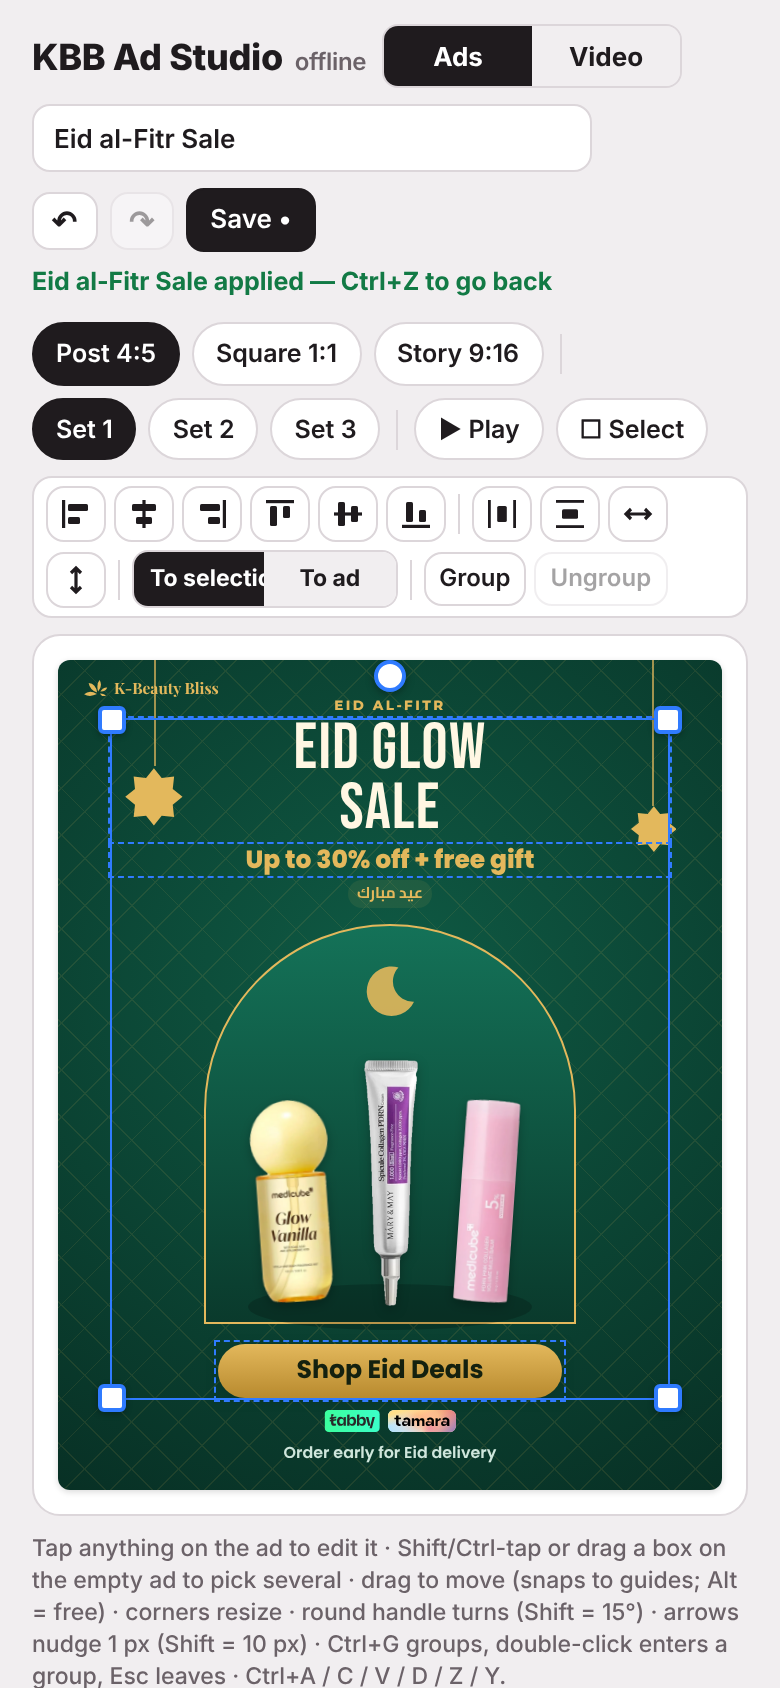 KBB Ad Studio offline Ads Video
Eid al-Fitr Sale
Save •
Eid al-Fitr Sale applied — Ctrl+Z to go back
Post 4:5 Square 1:1 Story 9:16
Set 1 Set 2 Set 3 Play Select
To selectio To ad Group Ungroup
K-Beauty Bliss
EID AL-FITR
EID GLOW
SALE
Up to 30% off + free gift
عيد مبارك
Spicule Collagen PDRN
MARY & MAY
medicube
Glow
Vanilla
medicube
5%
Shop Eid Deals
tabby tamara
Order early for Eid delivery
Tap anything on the ad to edit it · Shift/Ctrl-tap or drag a box on
the empty ad to pick several · drag to move (snaps to guides; Alt
= free) · corners resize · round handle turns (Shift = 15°) · arrows
nudge 1 px (Shift = 10 px) · Ctrl+G groups, double-click enters a
group, Esc leaves · Ctrl+A / C / V / D / Z / Y.